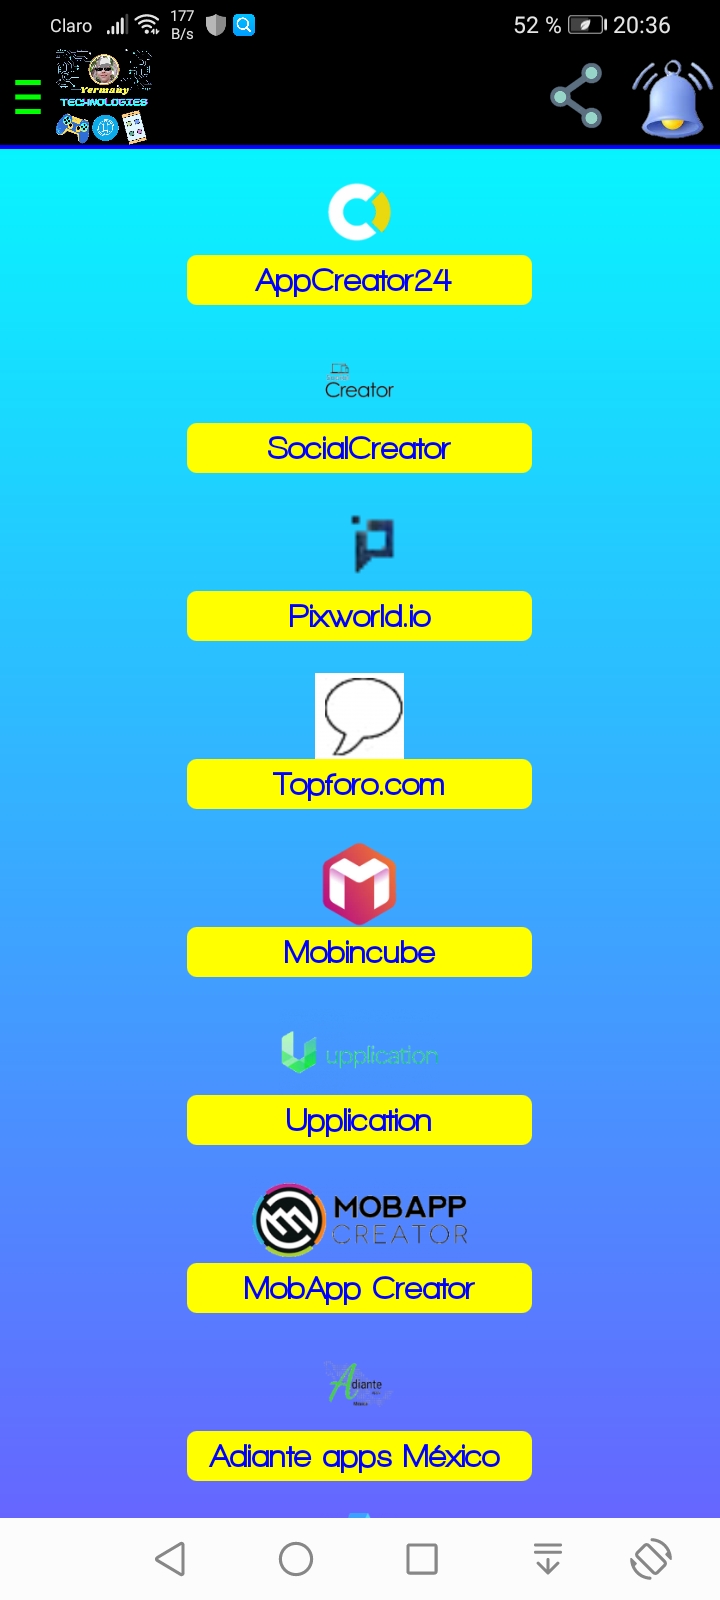 Claro 177 B/s 52 % 20:36
Yermany
TECHNOLOGIES
AppCreator24
Creator
SocialCreator
Pixworld.io
Topforo.com
Mobincube
upplication
Upplication
MOBAPP
CREATOR
MobApp Creator
Adiante
Adiante apps México